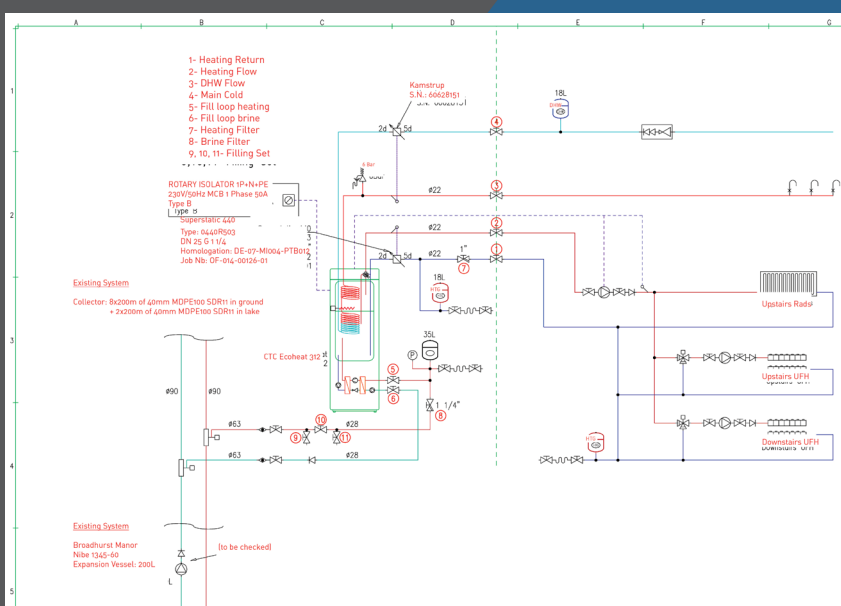 A B C D E F G
1
2
3
4
5
1- Heating Return
2- Heating Flow
3- DHW Flow
4- Main Cold
5- Fill loop heating
6- Fill loop brine
7- Heating Filter
8- Brine Filter
9, 10, 11- Filling Set
Kamstrup
S.N.: 60628151
18L
DHW
4
2d 5d
6 Bar
ROTARY ISOLATOR 1P+N+PE
230V/50Hz MCB 1 Phase 50A
Type B
Type B
ø22
3
Superstatic 440
Type: 0440R503
DN 25 G 1 1/4
Homologation: DE-07-MI004-PTB012
Job Nb: OF-014-00126-01
2
ø22
2d 5d
1"
7
1
Existing System
Collector: 8x200m of 40mm MDPE100 SDR11 in ground
+ 2x200m of 40mm MDPE100 SDR11 in lake
18L
HTG
Upstairs Rads
35L
P
CTC Ecoheat 312
5
6
Upstairs UFH
ø90 ø90
1 1/4"
8
ø63
9
10
11
ø28
HTG
Downstairs UFH
ø63
ø28
Existing System
Broadhurst Manor
Nibe 1345-60
Expansion Vessel: 200L
(to be checked)
L